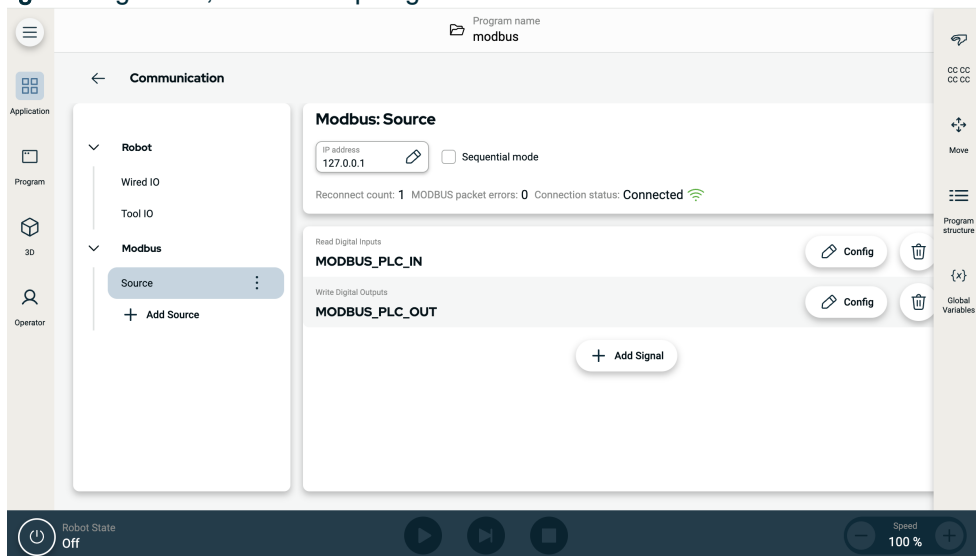 Program name
modbus
Communication
CC CC
CC CC
Application
Robot
Modbus: Source
IP address
127.0.0.1
Sequential mode
Move
Program
Wired IO
Reconnect count: 1 MODBUS packet errors: 0 Connection status: Connected
Tool IO
Program
structure
3D
Modbus
Read Digital Inputs
MODBUS_PLC_IN
Config
Source
{x}
Operator
Add Source
Write Digital Outputs
MODBUS_PLC_OUT
Config
Global
Variables
Add Signal
Robot State
Off
Speed
100 %